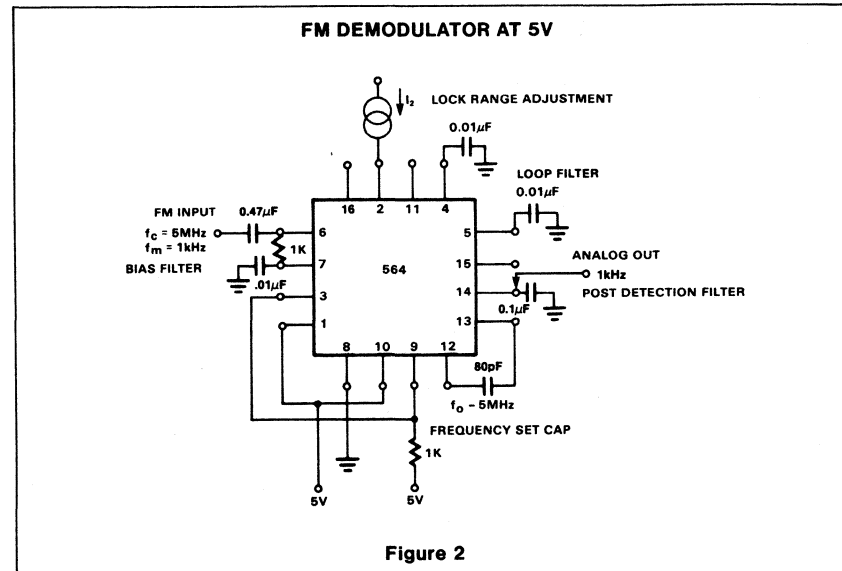 FM DEMODULATOR AT 5V
I₂
LOCK RANGE ADJUSTMENT
0.01μF
LOOP FILTER
0.01μF
16 2 11 4
FM INPUT
0.47μF
fc = 5MHz
fm = 1kHz
1K
BIAS FILTER
.01μF
6
7
3
1
564
5
15
14
13
ANALOG OUT
1kHz
POST DETECTION FILTER
0.1μF
8 10 9 12
80pF
fo – 5MHz
FREQUENCY SET CAP
1K
5V
5V
Figure 2